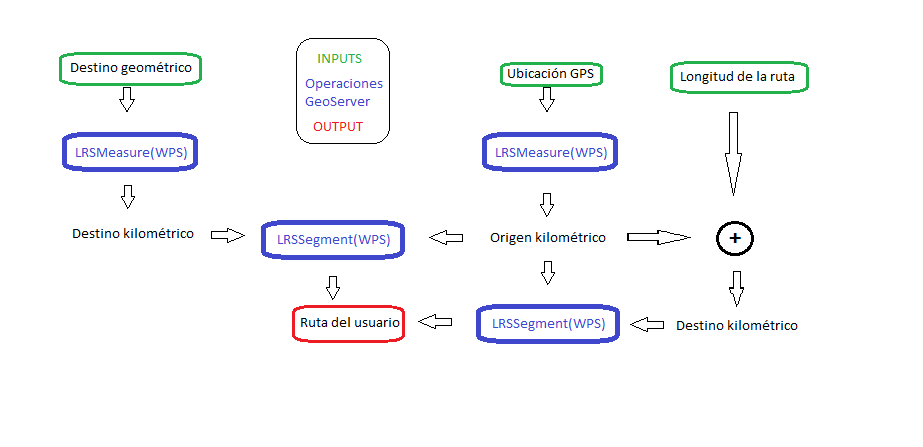 Destino geométrico
INPUTS
Operaciones
GeoServer
OUTPUT
Ubicación GPS
Longitud de la ruta
LRSMeasure(WPS)
LRSMeasure(WPS)
Destino kilométrico
LRSSegment(WPS)
Origen kilométrico
+
Ruta del usuario
LRSSegment(WPS)
Destino kilométrico